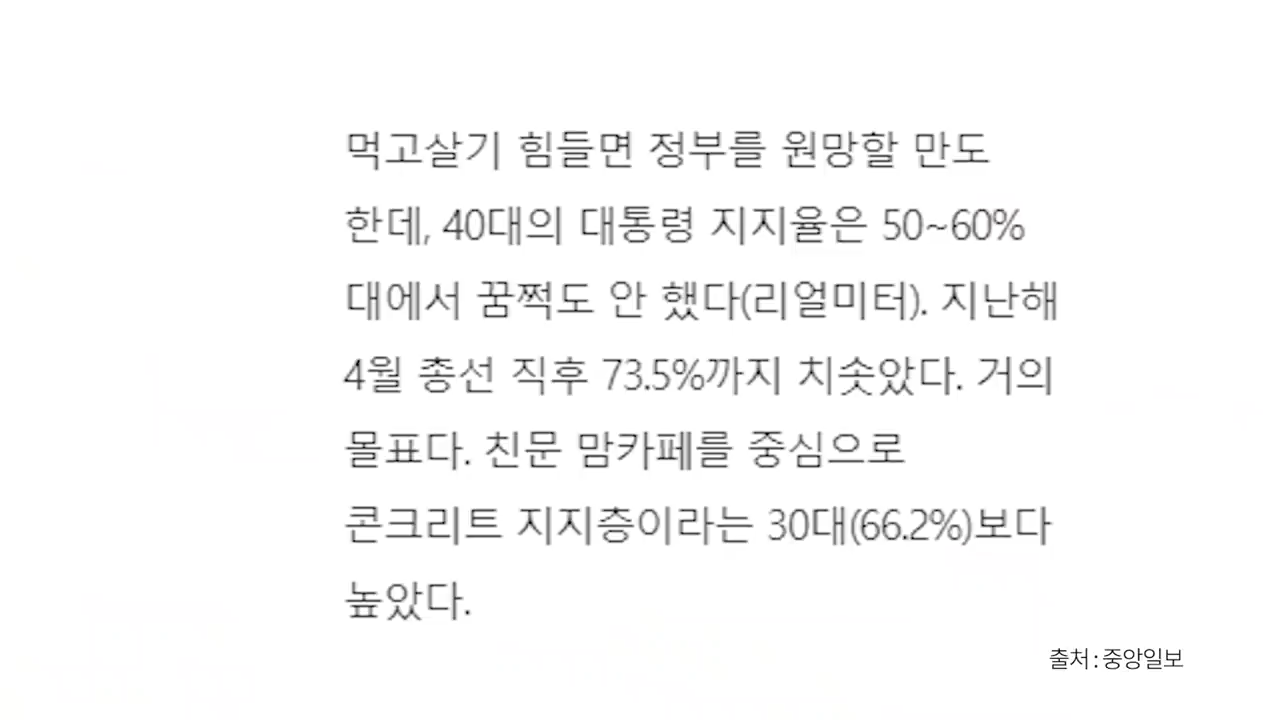 먹고살기 힘들면 정부를 원망할 만도
한데, 40대의 대통령 지지율은 50~60%
대에서 꿈쩍도 안 했다(리얼미터). 지난해
4월 총선 직후 73.5%까지 치솟았다. 거의
몰표다. 친문 맘카페를 중심으로
콘크리트 지지층이라는 30대(66.2%)보다
높았다.
출처 : 중앙일보